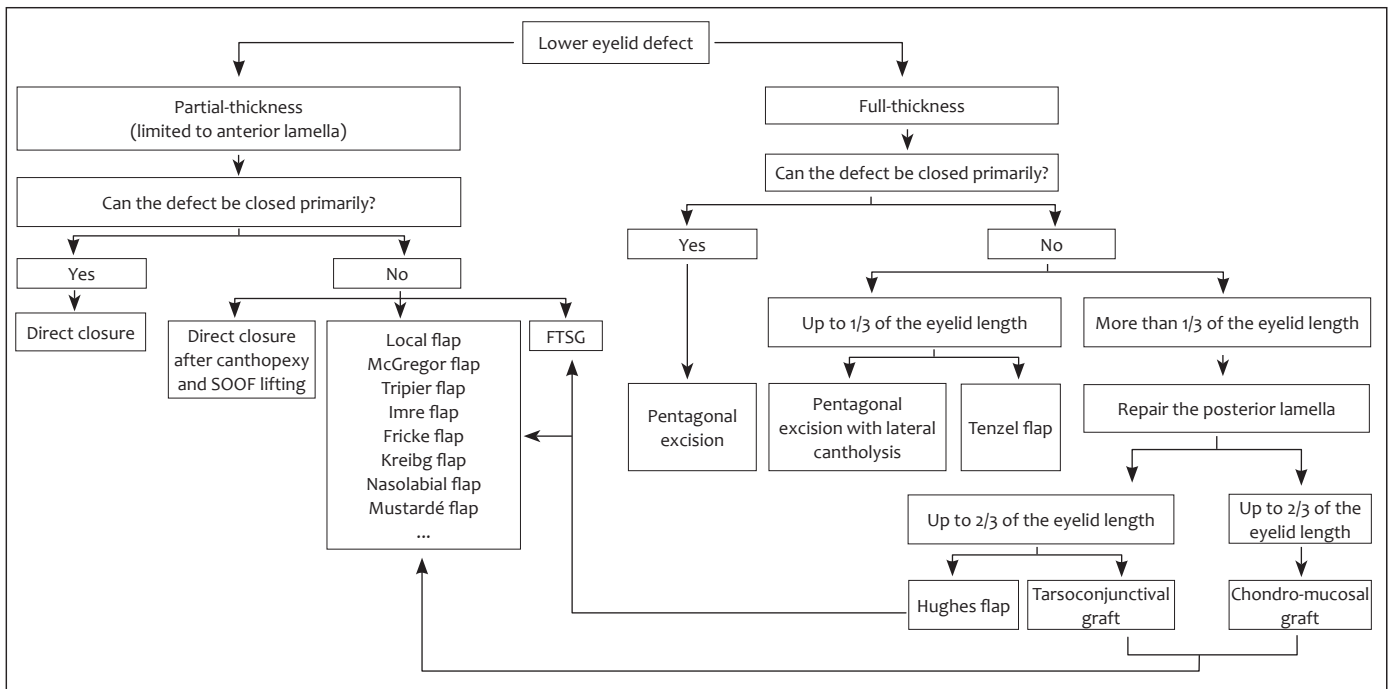 Lower eyelid defect
Partial-thickness
(limited to anterior lamella)
Full-thickness
Can the defect be closed primarily?
Can the defect be closed primarily?
Yes
No
Yes
No
Direct closure
Direct closure
after canthopexy
and SOOF lifting
Local flap
McGregor flap
Tripier flap
Imre flap
Fricke flap
Kreibg flap
Nasolabial flap
Mustardé flap
...
FTSG
Up to 1/3 of the eyelid length
More than 1/3 of the eyelid length
Pentagonal
excision
Pentagonal
excision with lateral
cantholysis
Tenzel flap
Repair the posterior lamella
Up to 2/3 of the eyelid length
Up to 2/3 of the
eyelid length
Hughes flap
Tarsoconjunctival
graft
Chondro-mucosal
graft